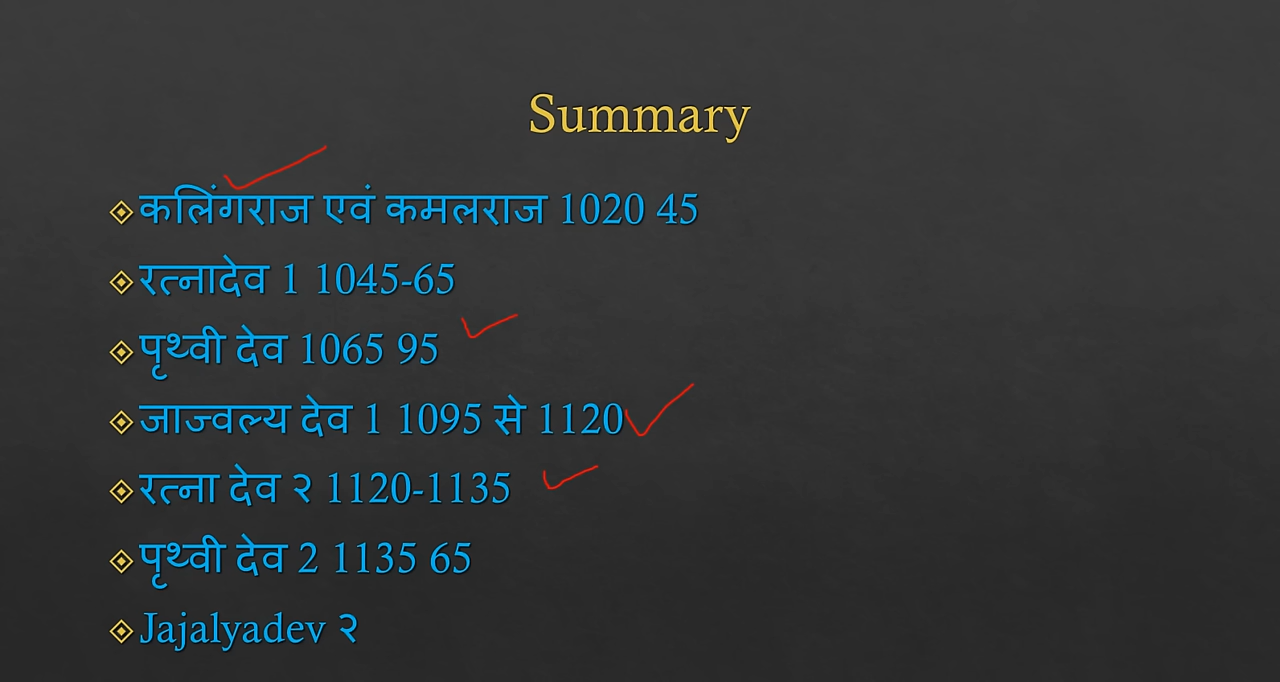 Summary
कलिंगराज एवं कमलराज 1020 45
रत्नादेव 1 1045-65
पृथ्वी देव 1065 95
जाज्वल्य देव 1 1095 से 1120
रत्ना देव २ 1120-1135
पृथ्वी देव 2 1135 65
Jajalyadev २